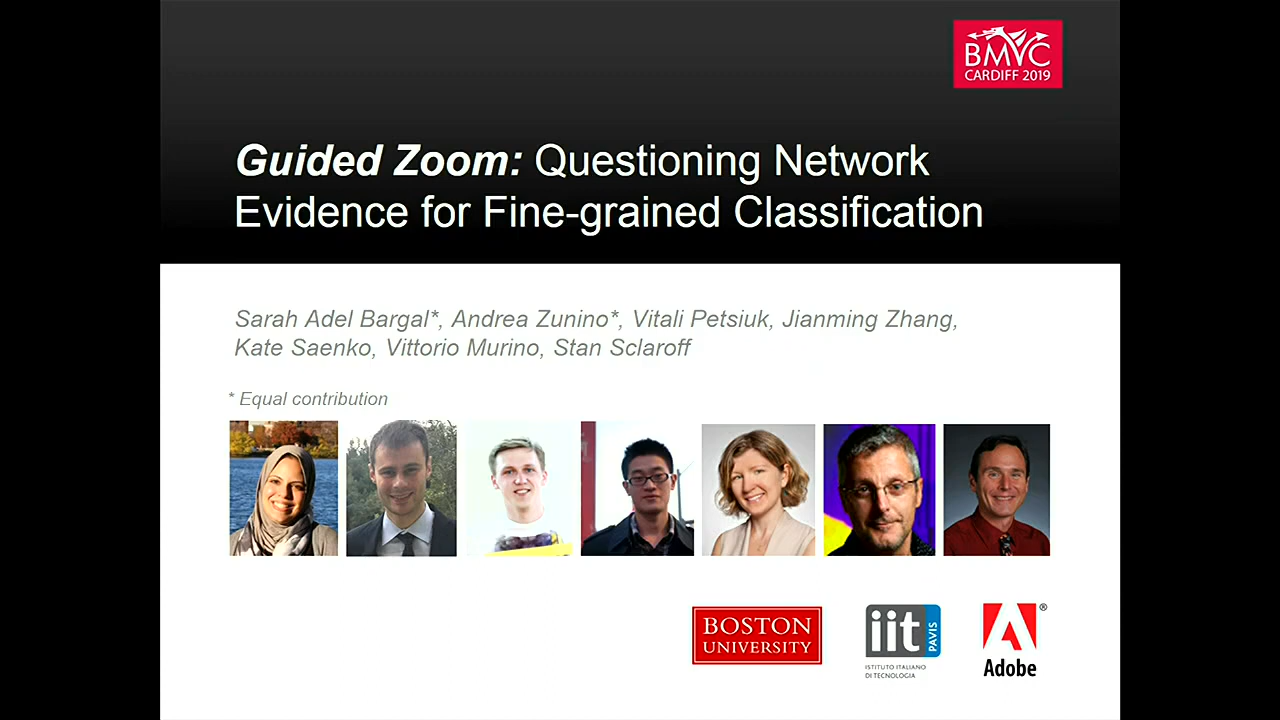 BMVC
CARDIFF 2019
Guided Zoom: Questioning Network
Evidence for Fine-grained Classification
Sarah Adel Bargal*, Andrea Zunino*, Vitali Petsiuk, Jianming Zhang,
Kate Saenko, Vittorio Murino, Stan Sclaroff
* Equal contribution
BOSTON
UNIVERSITY
iit
PAVIS
ISTITUTO ITALIANO
DI TECNOLOGIA
®
Adobe